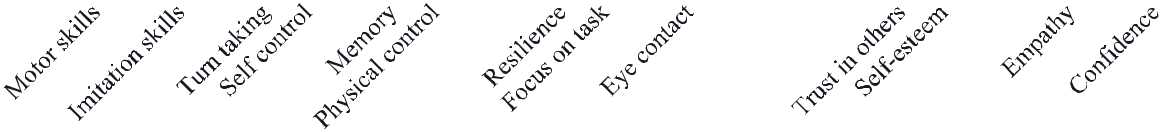 Motor skills
Imitation skills
Turn taking
Self control
Memory
Physical control
Resilience
Focus on task
Eye contact
Trust in others
Self-esteem
Empathy
Confidence